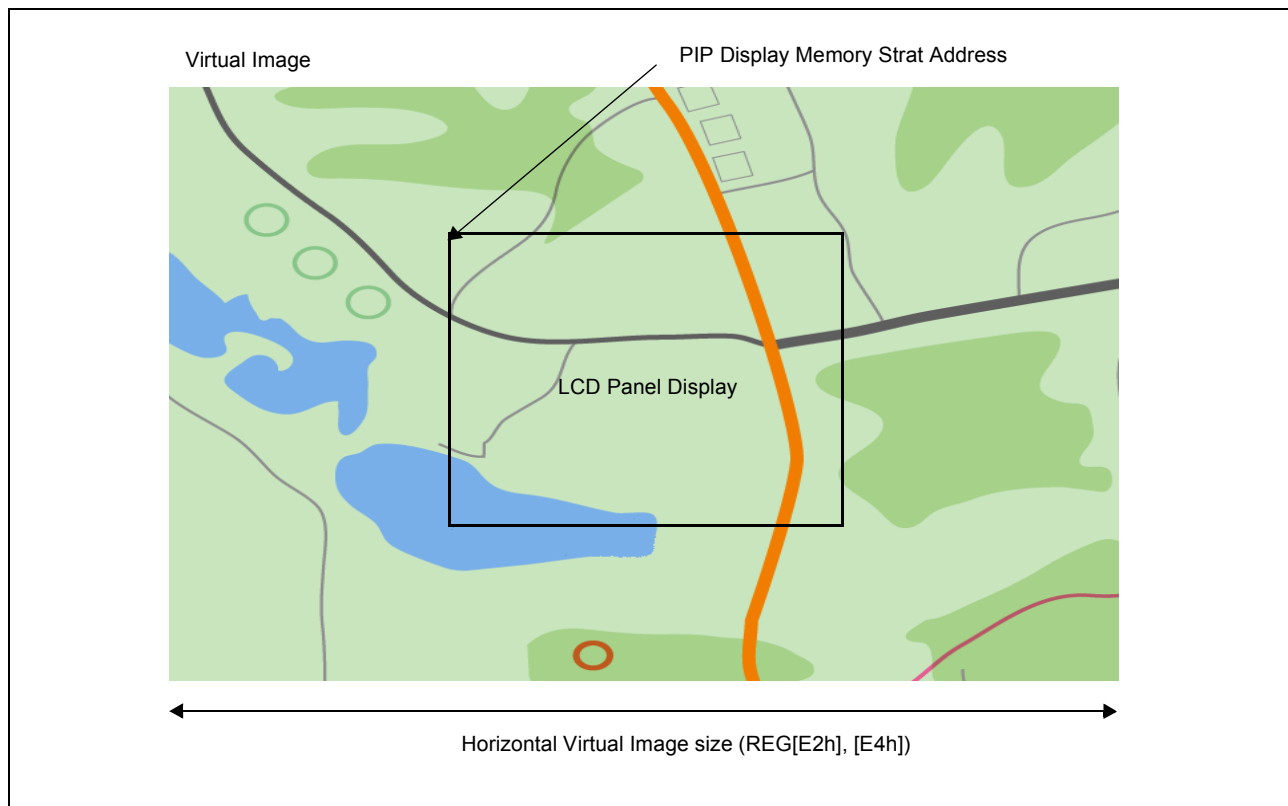 Virtual Image
PIP Display Memory Strat Address
LCD Panel Display
Horizontal Virtual Image size (REG[E2h], [E4h])